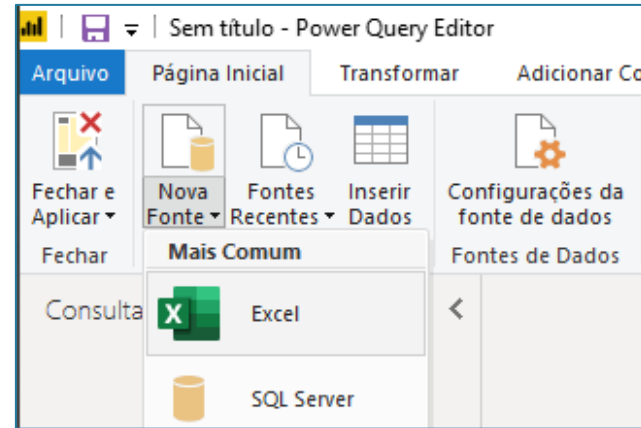 Sem título - Power Query Editor
Arquivo Página Inicial Transformar Adicionar Co
Fechar e Aplicar
Nova Fonte
Fontes Recentes
Inserir Dados
Configurações da fonte de dados
Fechar
Mais Comum
Fontes de Dados
Consulta
Excel
SQL Server